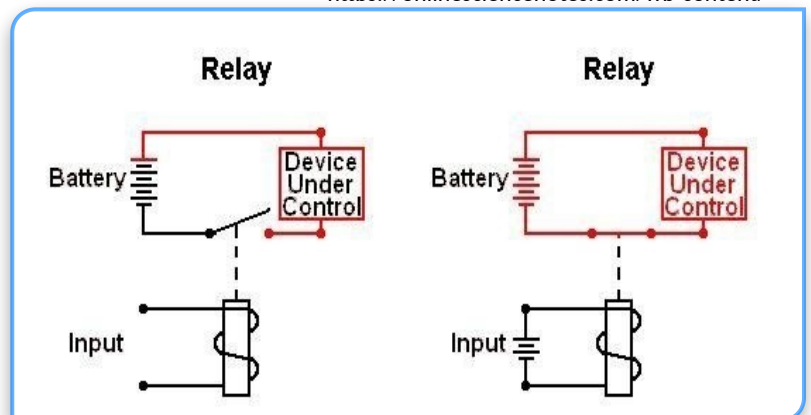 Relay
Battery
Device
Under
Control
Input
Relay
Battery
Device
Under
Control
Input